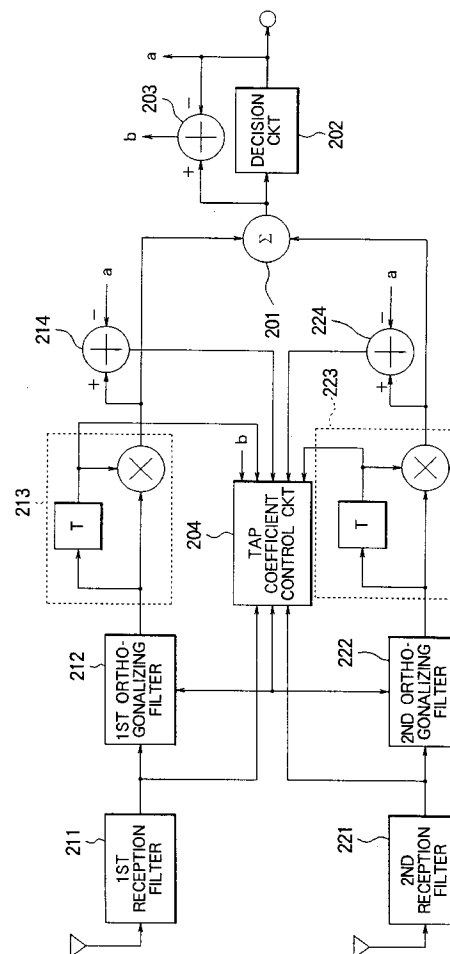 211
1ST RECEPTION
FILTER
212
1ST ORTHO-
GONALIZING
FILTER
213
T
214
+
−
a
201
Σ
203
+
−
b
a
DECISION
CKT
202
204
TAP
COEFFICIENT
CONTROL CKT
b
221
2ND RECEPTION
FILTER
222
2ND ORTHO-
GONALIZING
FILTER
223
T
224
+
−
a